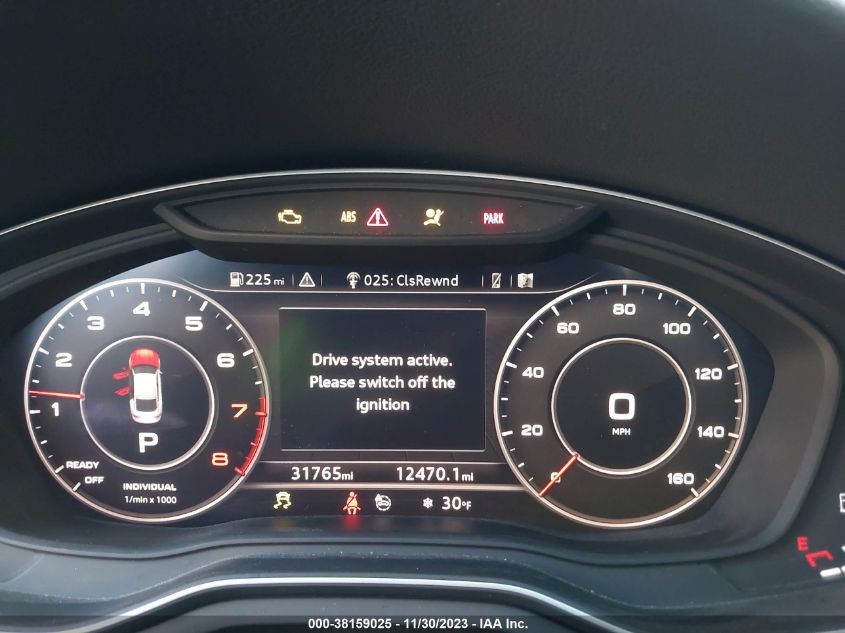 ABS PARK
225 mi 025: ClsRewnd
1 2 3 4 5 6 7 8
P
READY
OFF
INDIVIDUAL
1/min x 1000
Drive system active.
Please switch off the
ignition
31765mi 12470.1mi
30°F
0 20 40 60 80 100 120 140 160
0
MPH
E
000-38159025 - 11/30/2023 - IAA Inc.